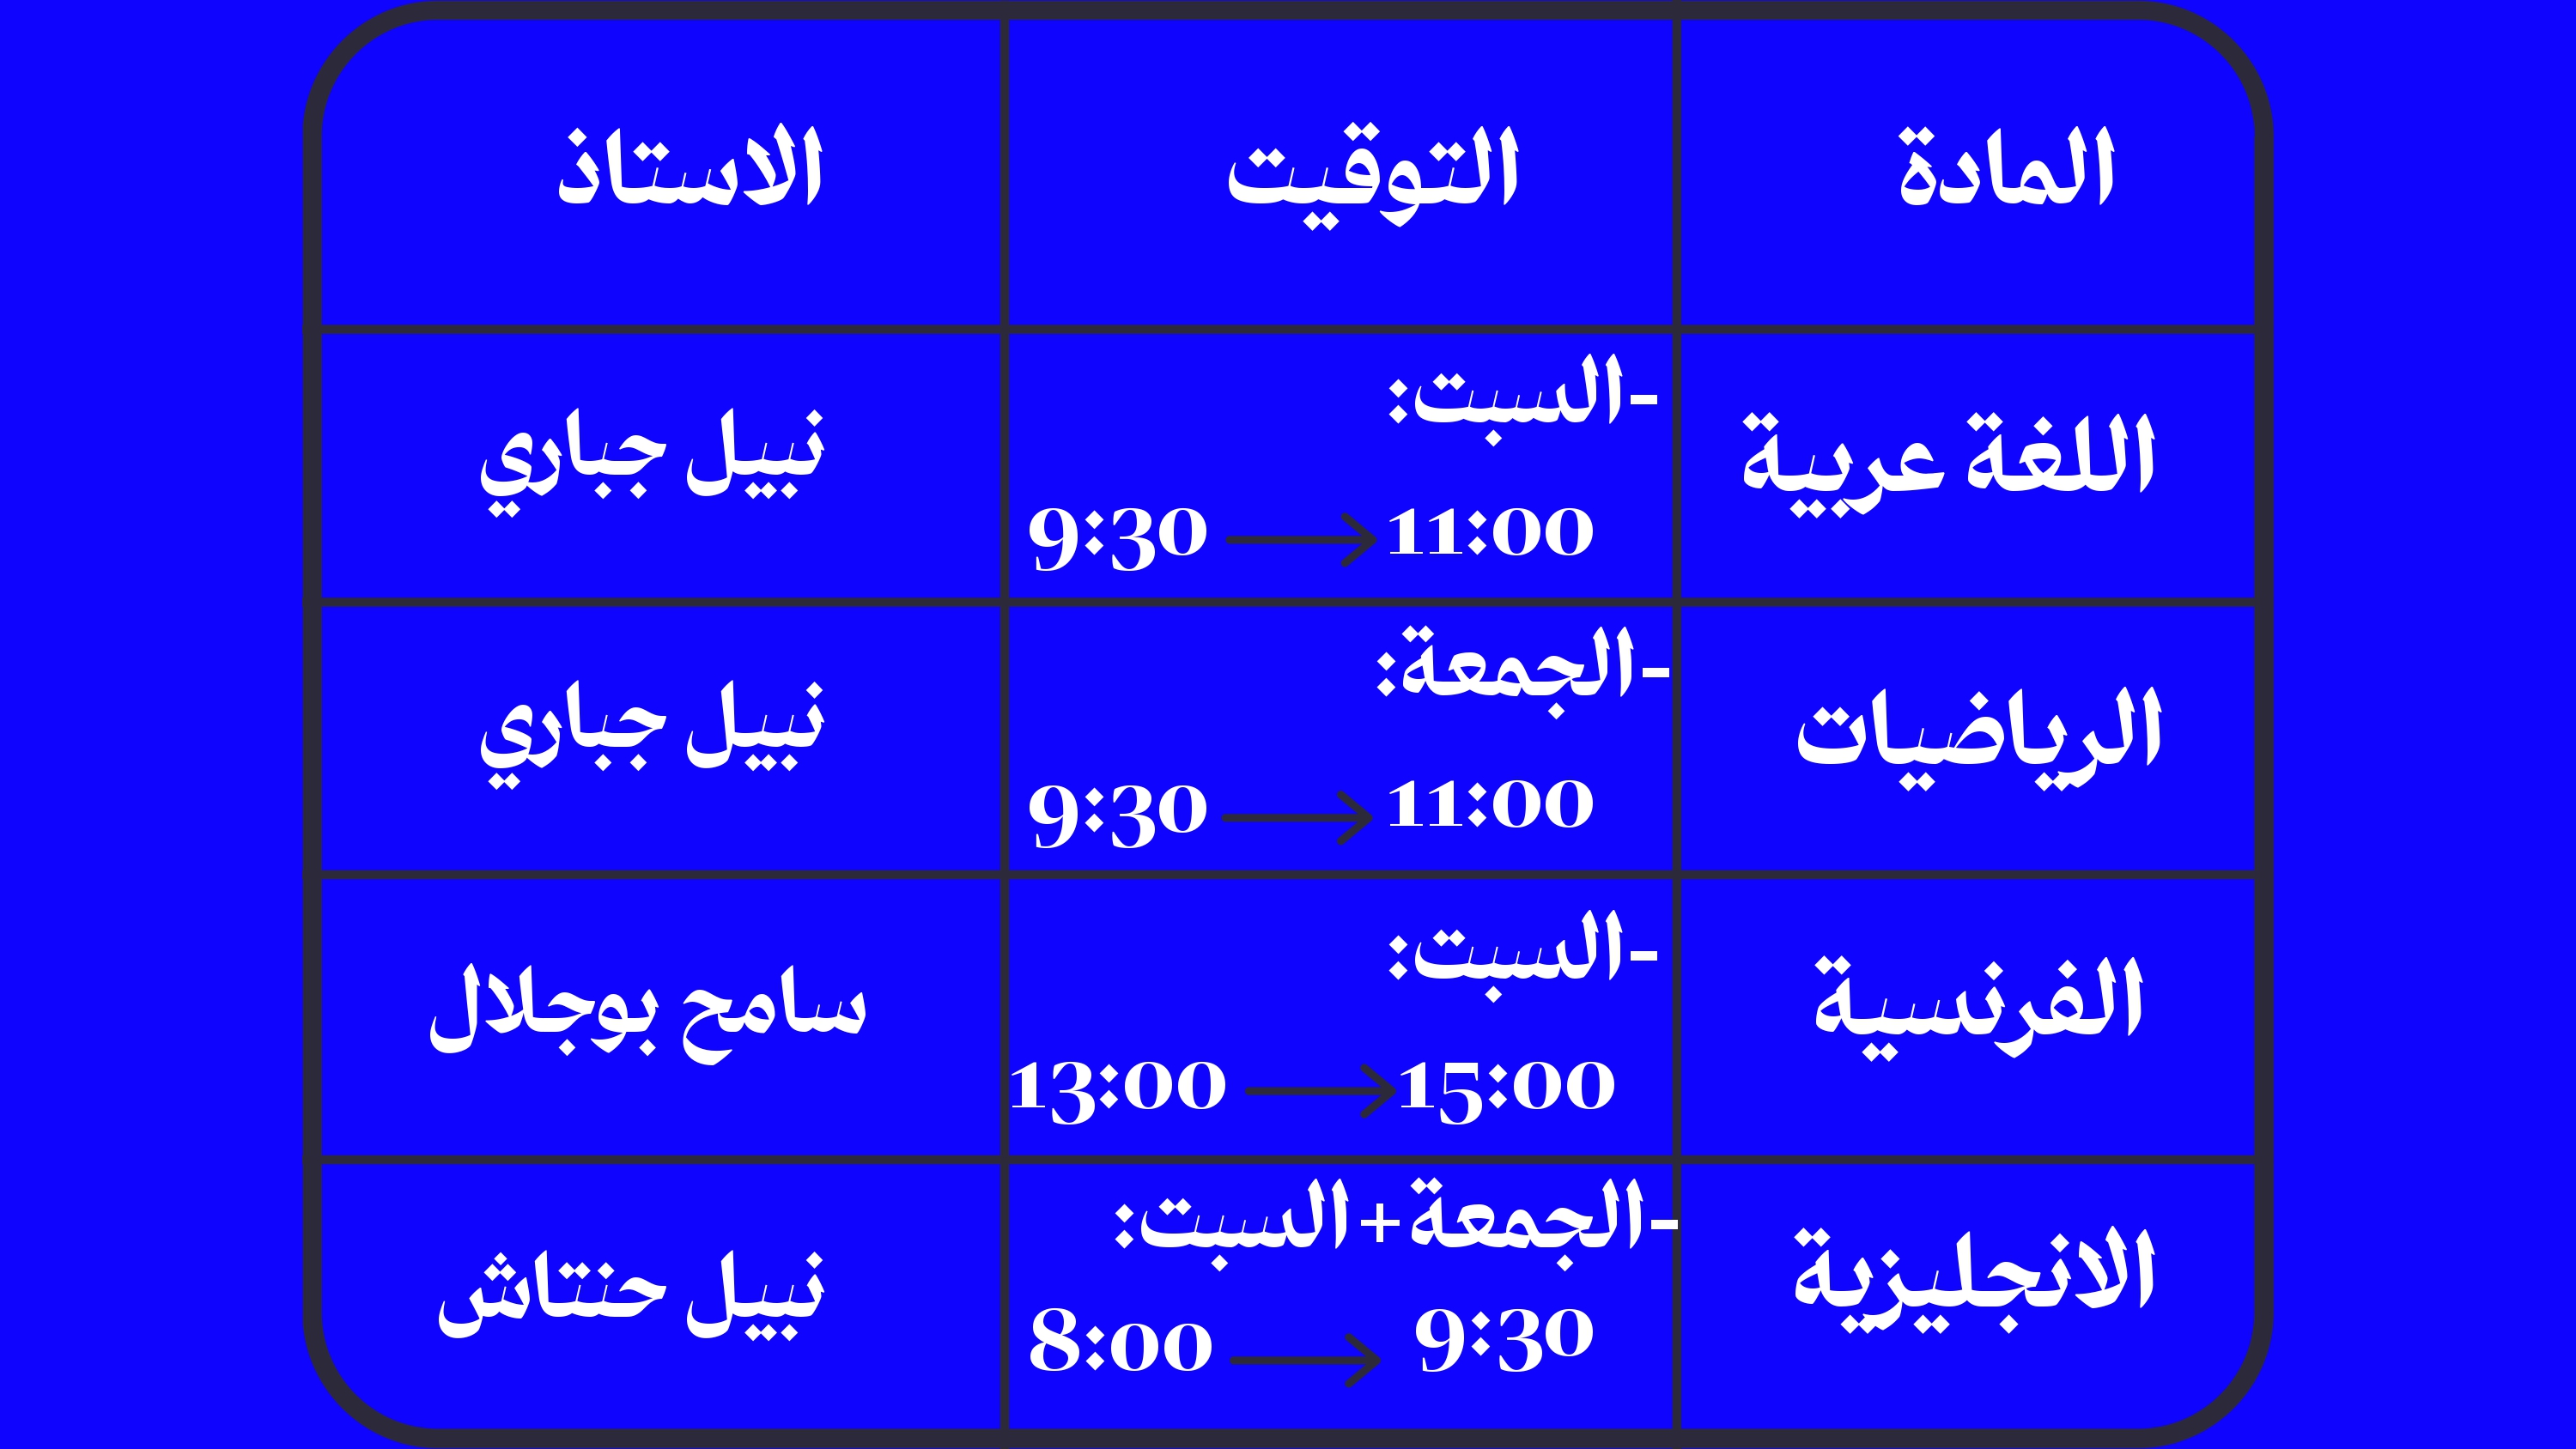 المادة
التوقيت
الاستاذ
اللغة عربية
-السبت:
9:30 → 11:00
نبيل جباري
الرياضيات
-الجمعة:
9:30 → 11:00
نبيل جباري
الفرنسية
-السبت:
13:00 → 15:00
سامح بوجلال
الانجليزية
-الجمعة+السبت:
8:00 → 9:30
نبيل حنتاش